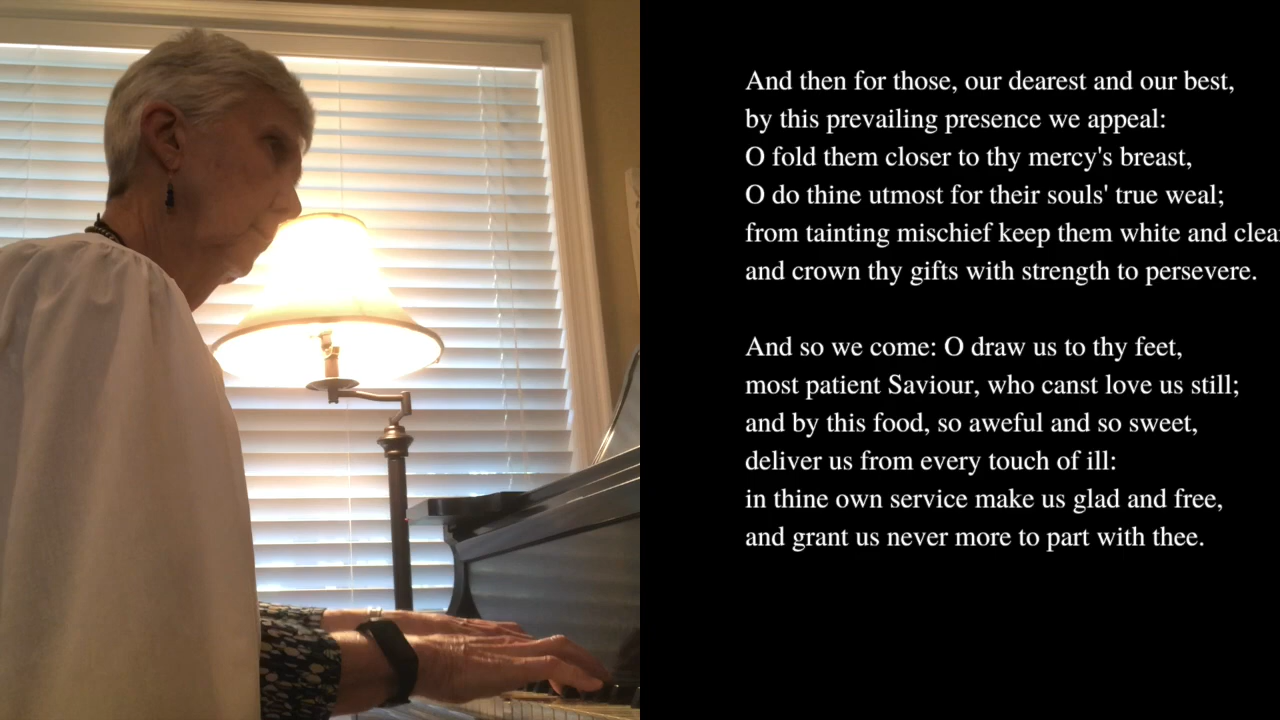 And then for those, our dearest and our best,
by this prevailing presence we appeal:
O fold them closer to thy mercy's breast,
O do thine utmost for their souls' true weal;
from tainting mischief keep them white and
and crown thy gifts with strength to persevere.
And so we come: O draw us to thy feet,
most patient Saviour, who canst love us still;
and by this food, so aweful and so sweet,
deliver us from every touch of ill:
in thine own service make us glad and free,
and grant us never more to part with thee.